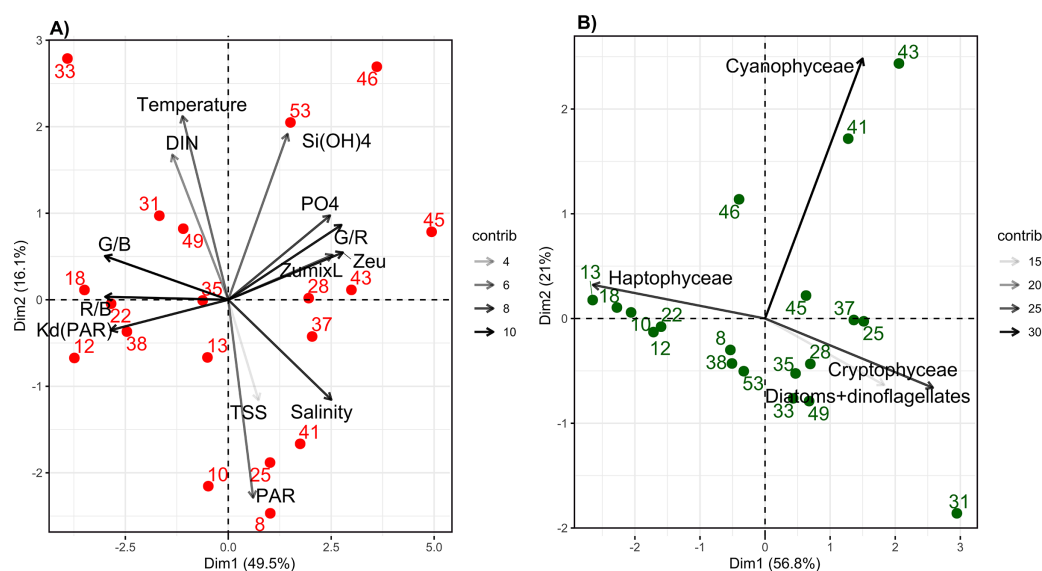 A)
3
2
1
0
-1
-2
Dim2 (16.1%)
33
46
Temperature
53
DIN
Si(OH)4
31
PO4
49
45
G/B
G/R
ZumixL
Zeu
18
35
28
43
R/B
22
Kd(PAR)
38
37
12
13
TSS
Salinity
41
10
25
PAR
8
-2.5
0.0
2.5
5.0
Dim1 (49.5%)
contrib
4
6
8
10
B)
2
1
0
-1
-2
Dim2 (21%)
43
Cyanophyceae
41
46
13
Haptophyceae
18
45
37
10
22
25
12
8
28
38
35
Cryptophyceae
53
Diatoms+dinoflagellates
33
49
31
-2
-1
0
1
2
3
Dim1 (56.8%)
contrib
15
20
25
30